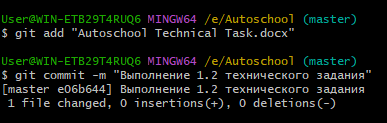 User@WIN-ETB29T4RUQ6 MINGW64 /e/Autoschool (master)
$ git add "Autoschool Technical Task.docx"
User@WIN-ETB29T4RUQ6 MINGW64 /e/Autoschool (master)
$ git commit -m "Выполнение 1.2 технического задания"
[master e06b644] Выполнение 1.2 технического задания
1 file changed, 0 insertions(+), 0 deletions(-)